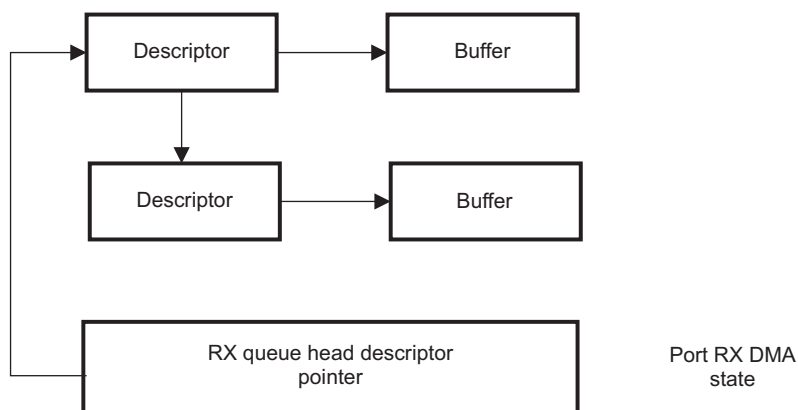 Descriptor
Buffer
Descriptor
Buffer
RX queue head descriptor
pointer
Port RX DMA
state